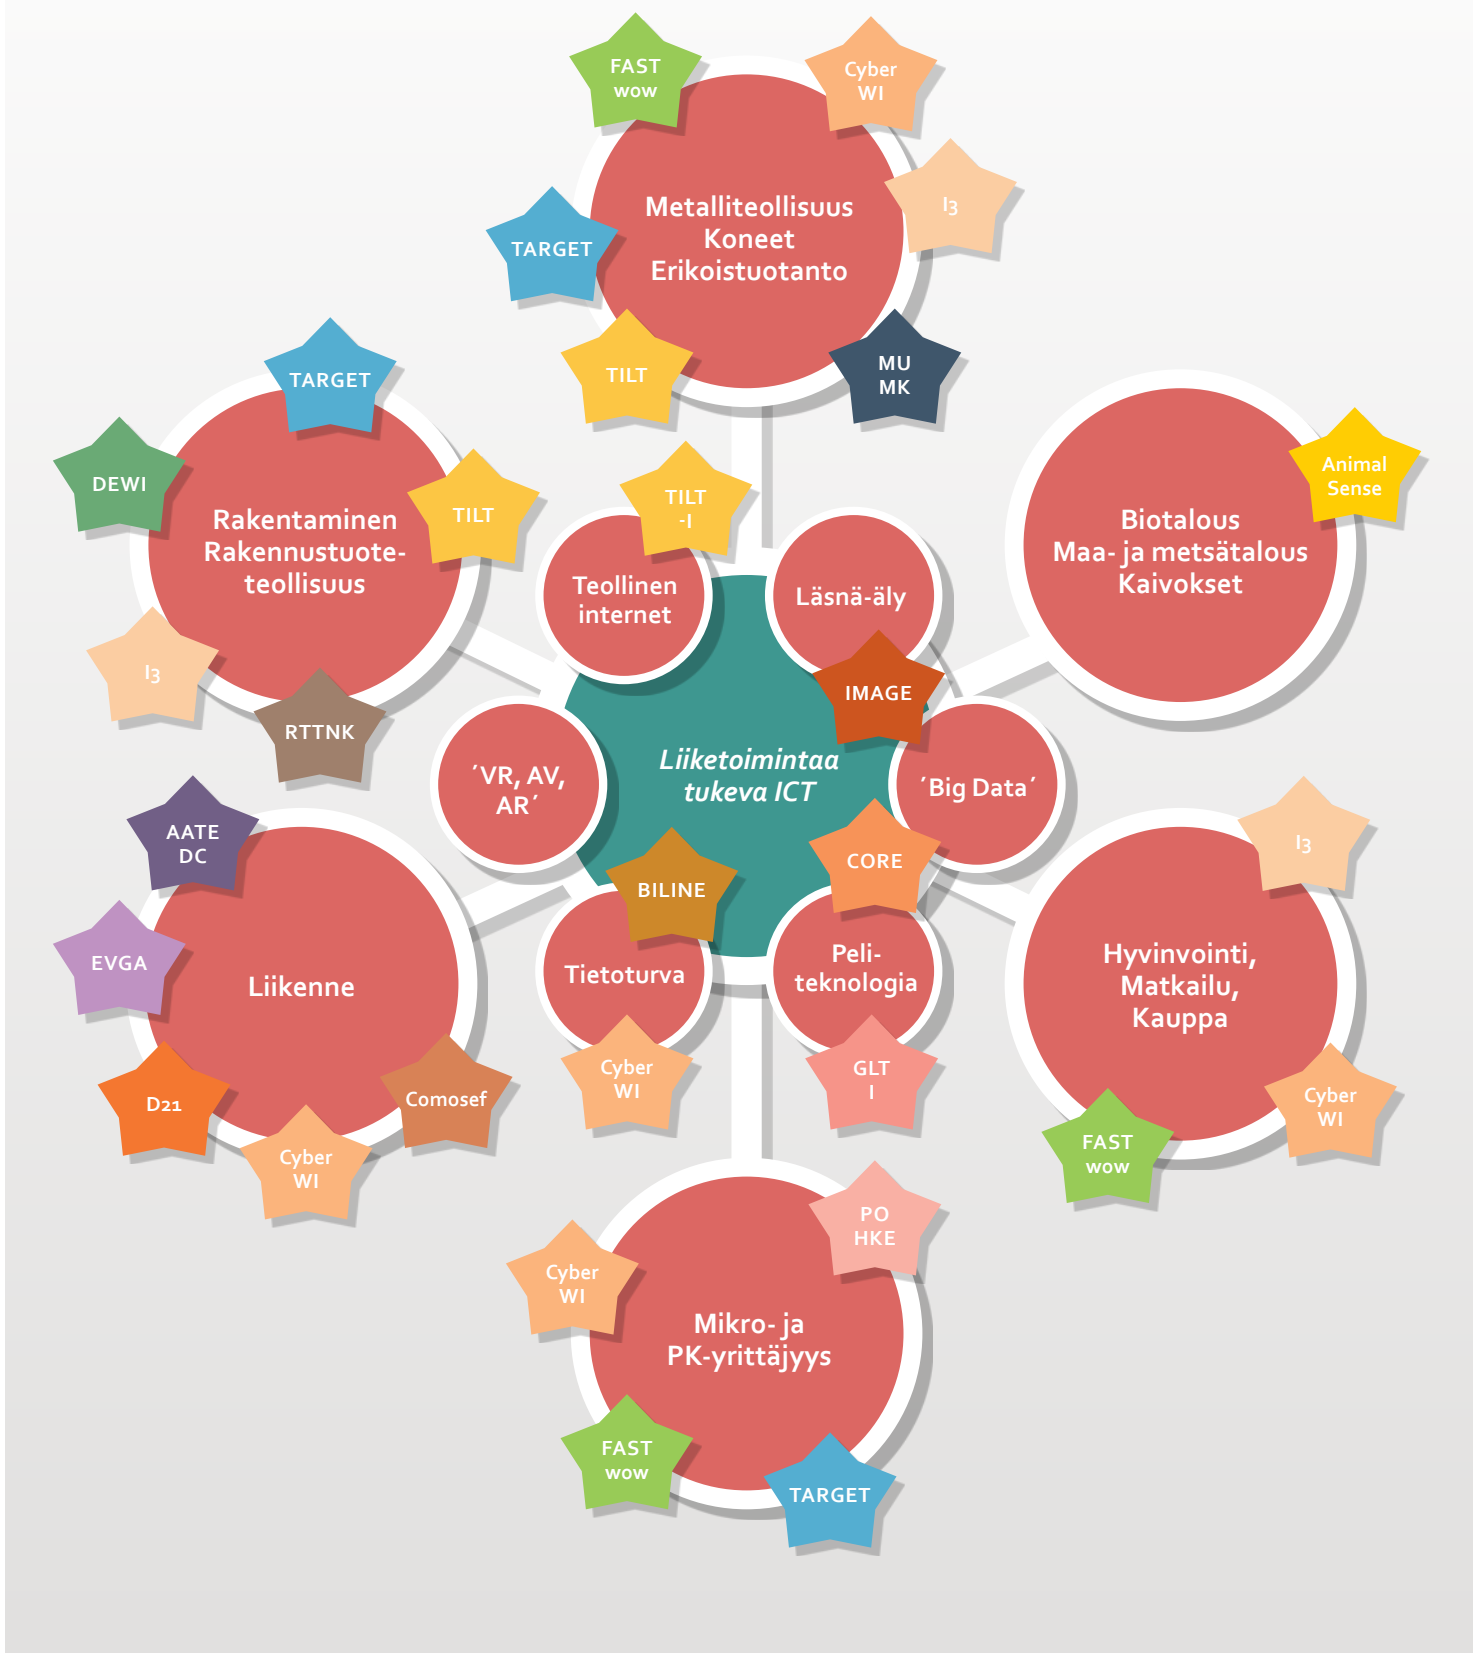 FAST
wow
Cyber
WI
I3
TARGET
Metalliteollisuus
Koneet
Erikoistuotanto
TILT
MU
MK
TARGET
DEWI
TILT
Rakentaminen
Rakennustuote-
teollisuus
I3
RTTNK
Animal
Sense
Biotalous
Maa- ja metsätalous
Kaivokset
TILT
-I
Teollinen
internet
Läsnä-äly
IMAGE
Liiketoimintaa
tukeva ICT
´VR, AV,
AR´
´Big Data´
CORE
BILINE
Tietoturva
Peli-
teknologia
Cyber
WI
GLT
I
AATE
DC
EVGA
Liikenne
D21
Comosef
Cyber
WI
I3
Hyvinvointi,
Matkailu,
Kauppa
Cyber
WI
FAST
wow
PO
HKE
Cyber
WI
Mikro- ja
PK-yrittäjyys
FAST
wow
TARGET